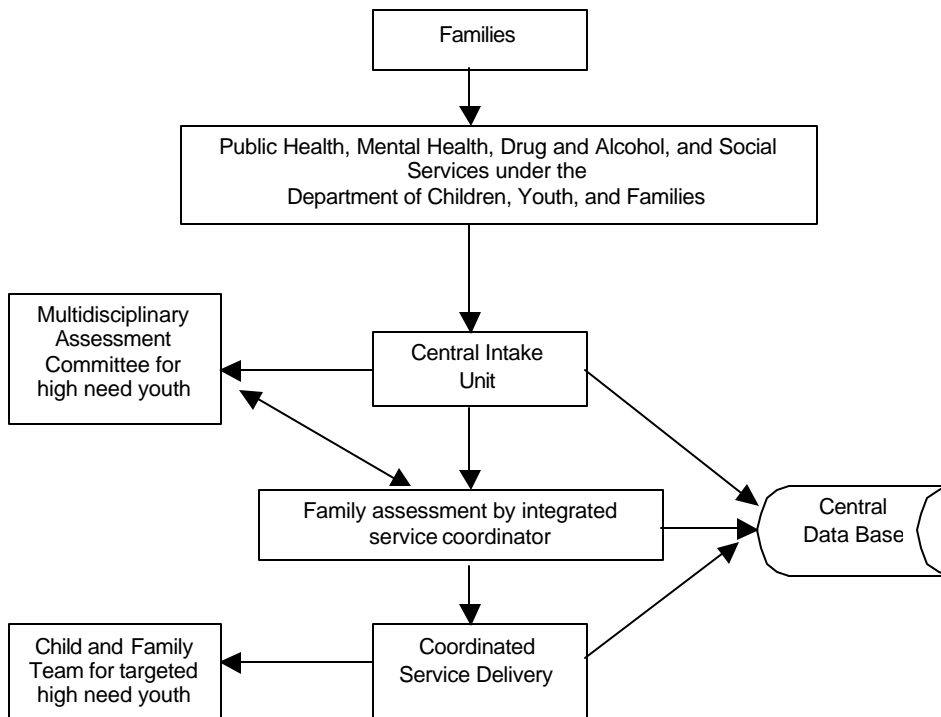 Families
Public Health, Mental Health, Drug and Alcohol, and Social
Services under the
Department of Children, Youth, and Families
Multidisciplinary
Assessment
Committee for
high need youth
Central Intake
Unit
Family assessment by integrated
service coordinator
Central
Data Base
Child and Family
Team for targeted
high need youth
Coordinated
Service Delivery